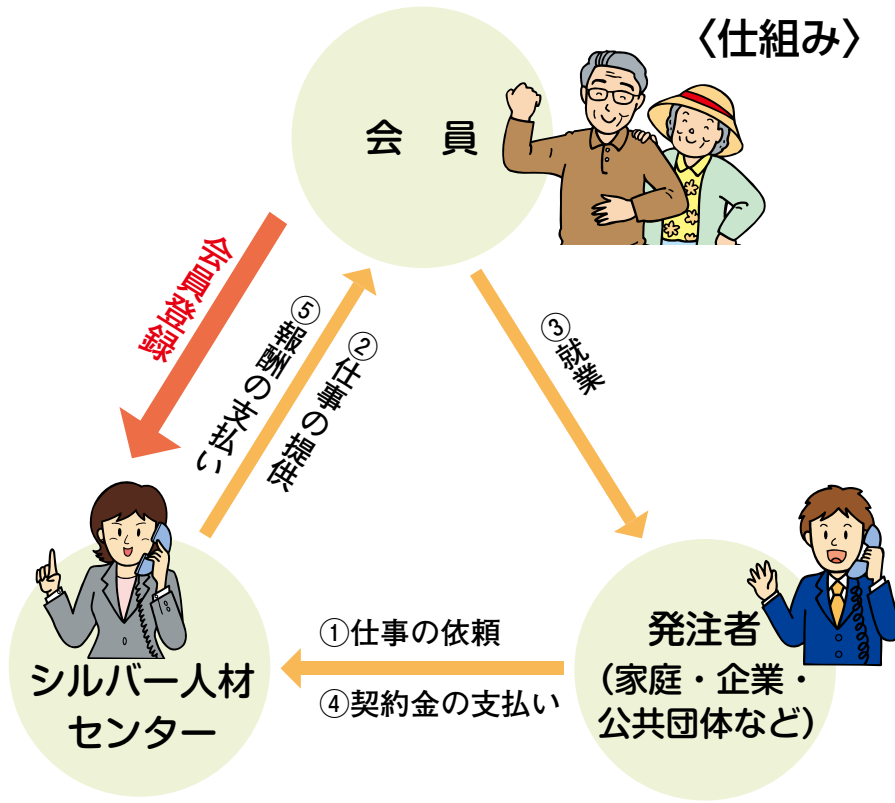 〈仕組み〉
会　員
会員登録
⑤報酬の支払い
②仕事の提供
③就業
シルバー人材
センター
①仕事の依頼
④契約金の支払い
発注者
（家庭・企業・
公共団体など）